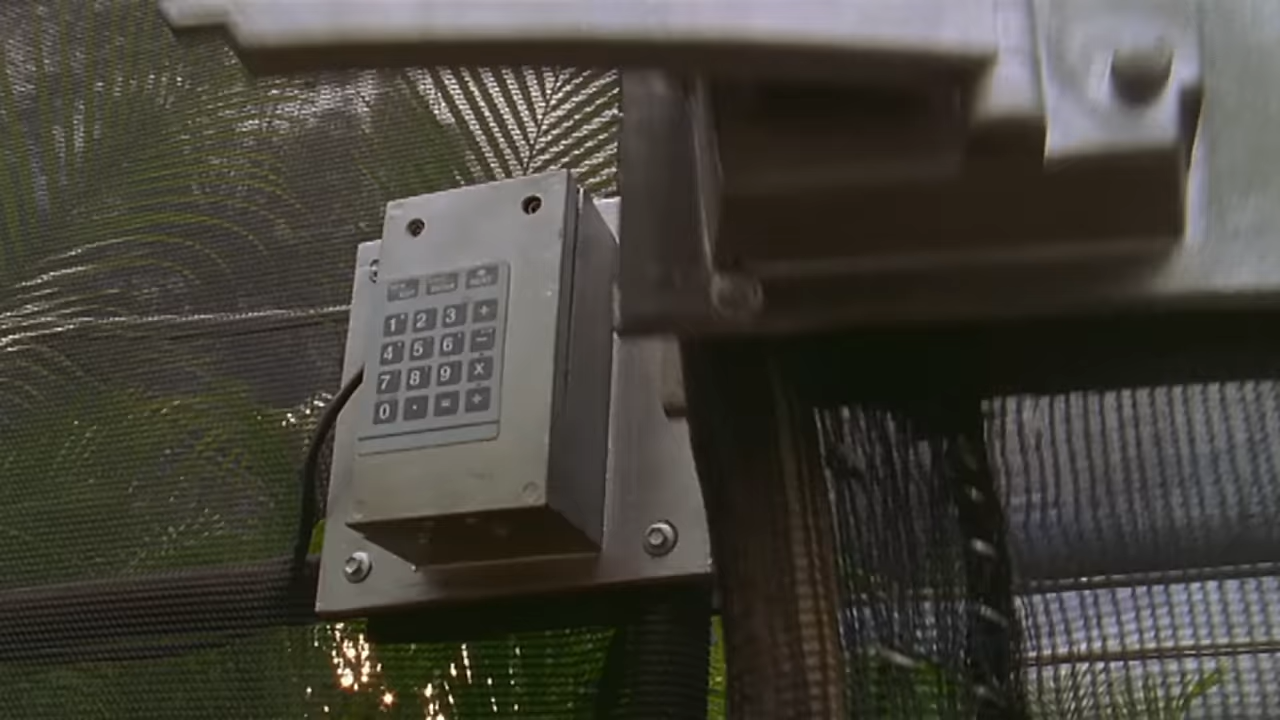 1 2 3 +
4 5 6 −
7 8 9 X
0 . = ÷